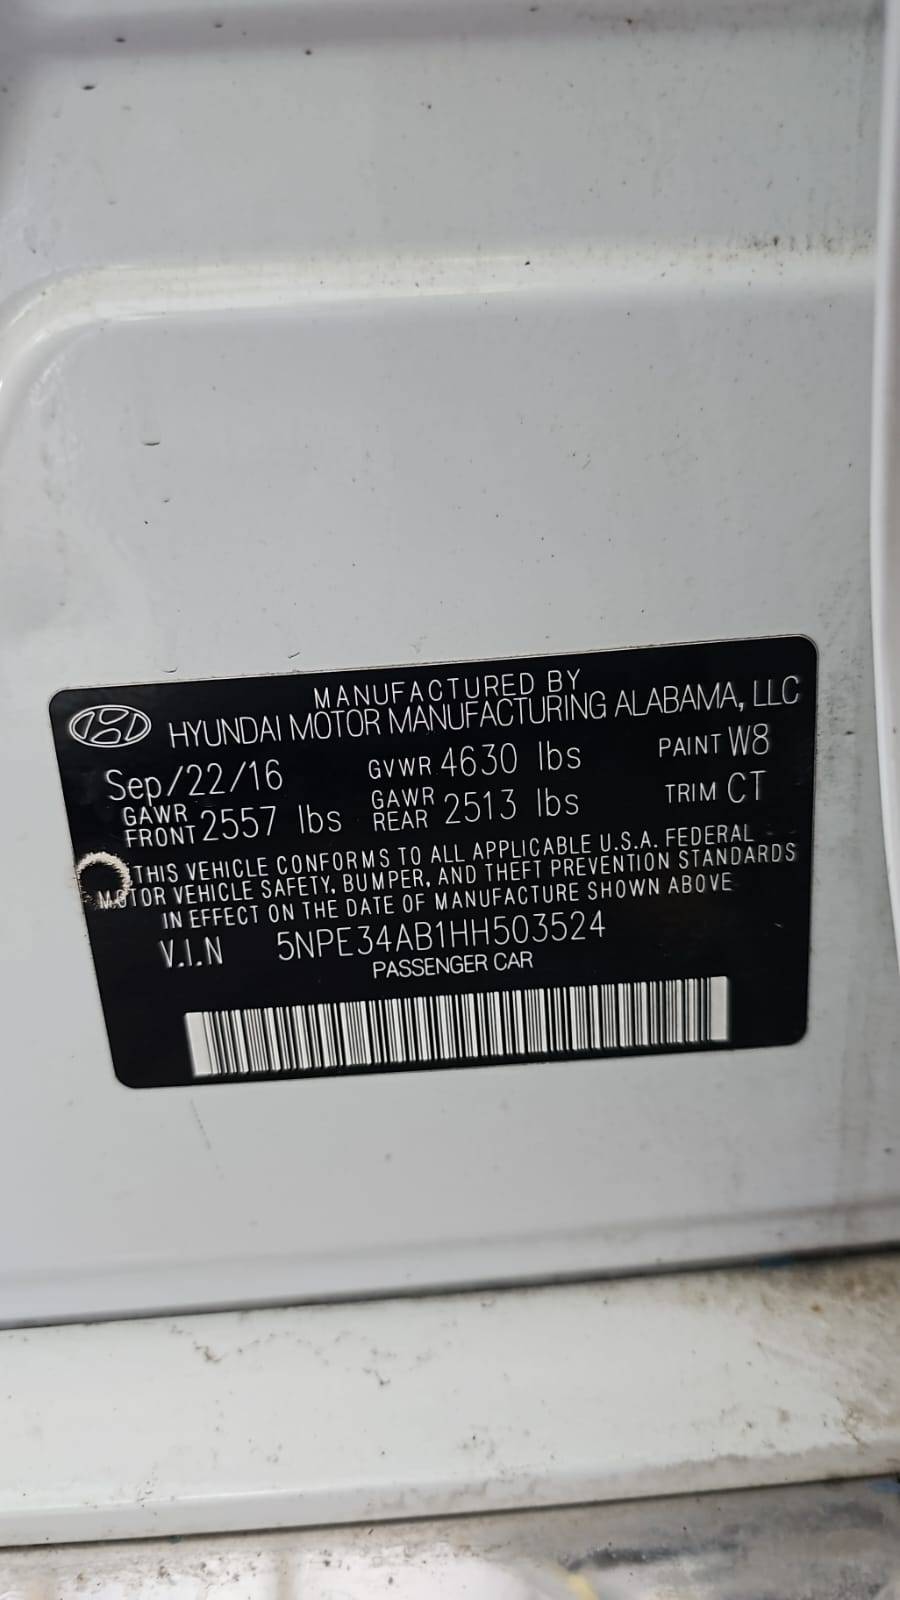 MANUFACTURED BY
HYUNDAI MOTOR MANUFACTURING ALABAMA, LLC
Sep/22/16 GVWR 4630 lbs PAINT W8
GAWR FRONT 2557 lbs GAWR REAR 2513 lbs TRIM CT
THIS VEHICLE CONFORMS TO ALL APPLICABLE U.S.A. FEDERAL
MOTOR VEHICLE SAFETY, BUMPER, AND THEFT PREVENTION STANDARDS
IN EFFECT ON THE DATE OF MANUFACTURE SHOWN ABOVE
V.I.N 5NPE34AB1HH503524
PASSENGER CAR